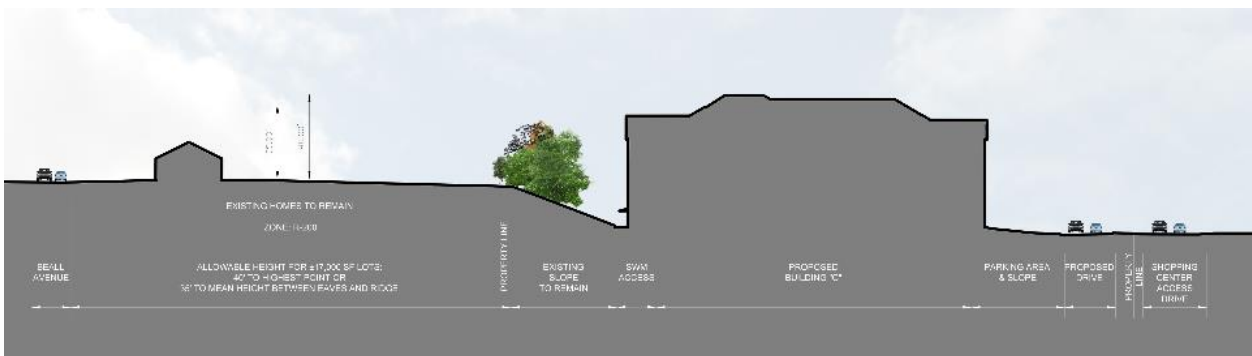 EXISTING HOMES TO REMAIN
ZONE: R-200
BEALL
AVENUE
ALLOWABLE HEIGHT FOR ±17,000 SF LOTS:
40' TO HIGHEST POINT OR
TO MEAN HEIGHT BETWEEN EAVES AND RIDGE
PROPERTY LINE
EXISTING
SLOPE
TO REMAIN
SWM
ACCESS
PROPOSED
BUILDING "C"
PARKING AREA
& SLOPE
PROPOSED
DRIVE
PROPERTY
LINE
SHOPPING
CENTER
ACCESS
DRIVE